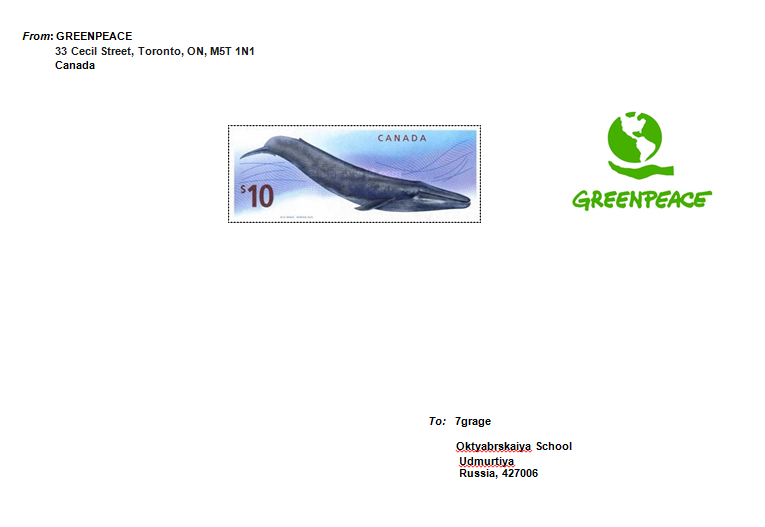 From: GREENPEACE
33 Cecil Street, Toronto, ON, M5T 1N1
Canada
CANADA
$10
GREENPEACE
To: 7grage
Oktyabrskaiya School
Udmurtiya
Russia, 427006